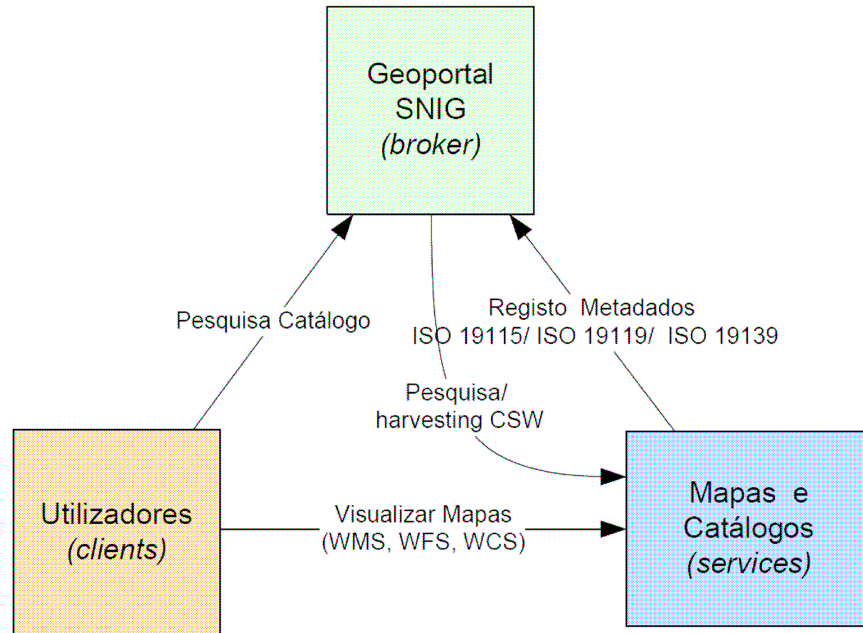 Geoportal
SNIG
(broker)
Pesquisa Catálogo
Registo Metadados
ISO 19115/ ISO 19119/ ISO 19139
Pesquisa/
harvesting CSW
Utilizadores
(clients)
Visualizar Mapas
(WMS, WFS, WCS)
Mapas e
Catálogos
(services)